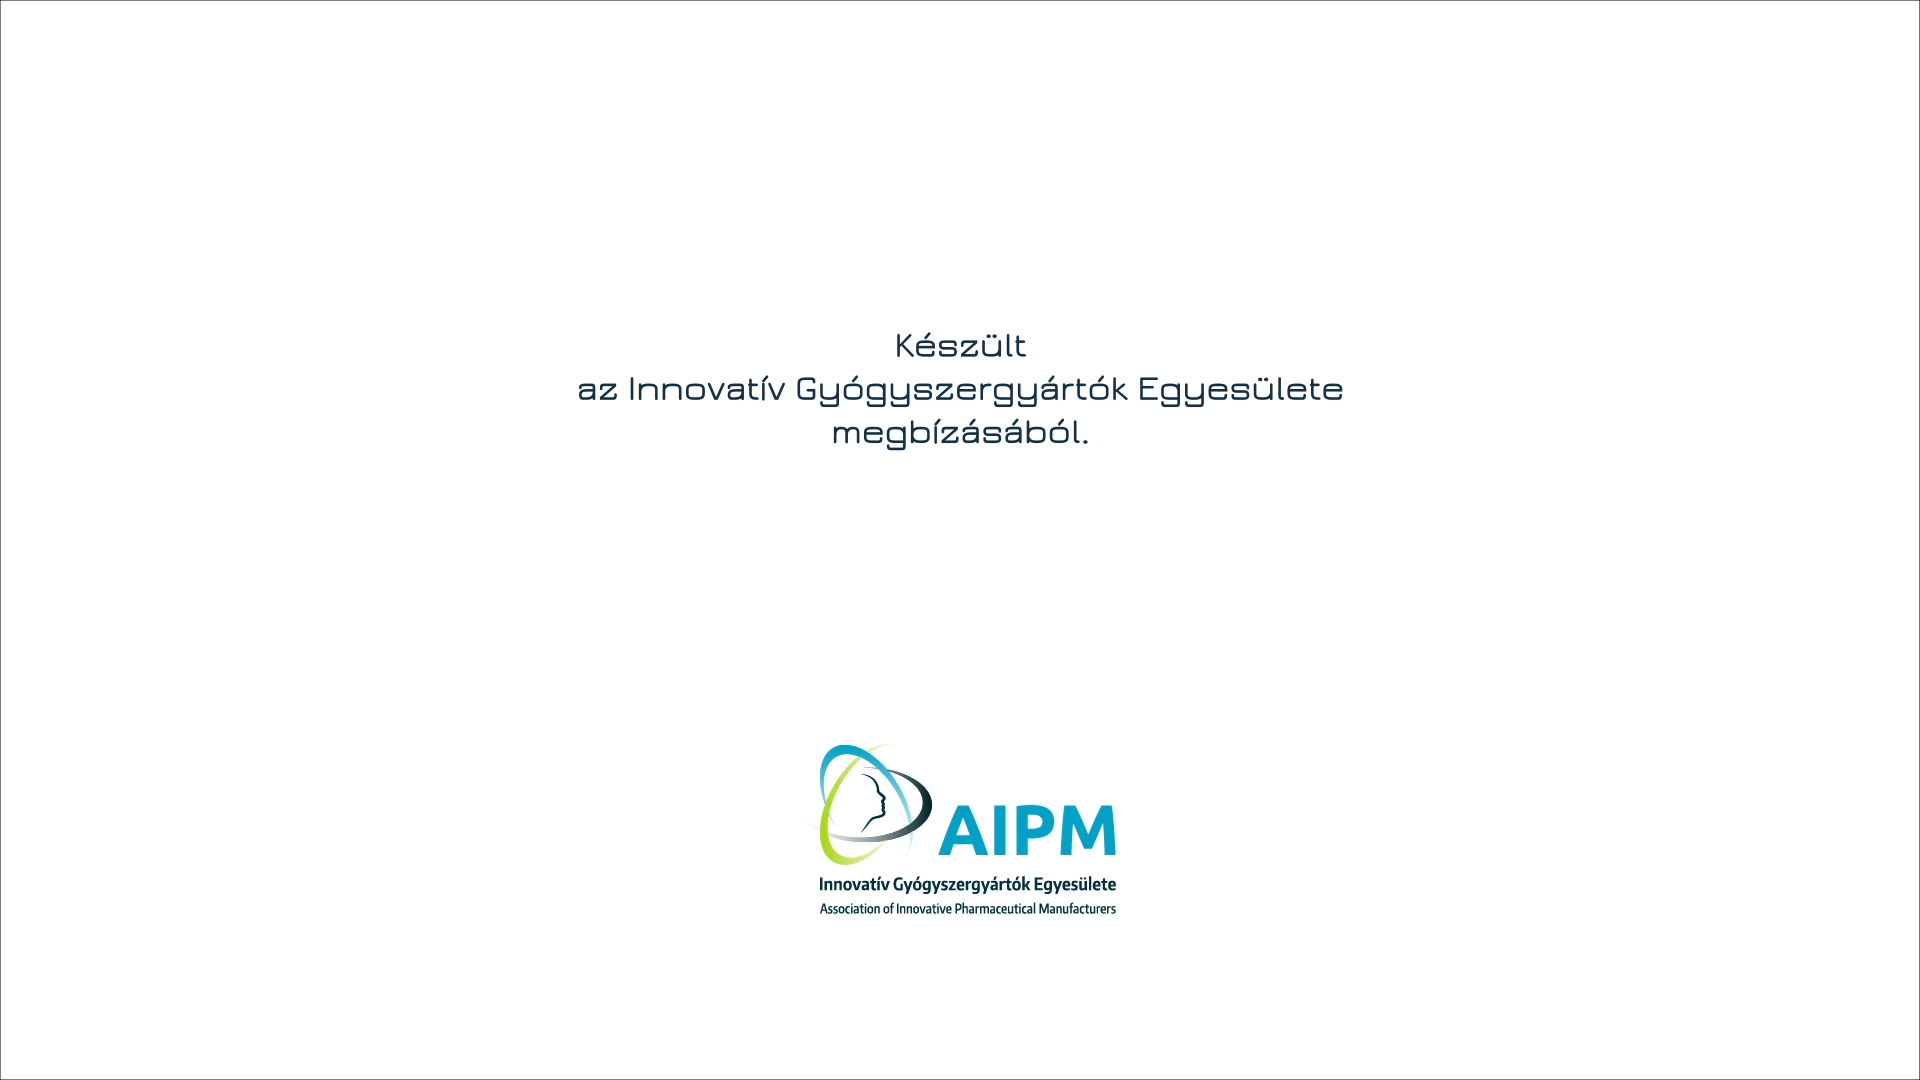 Készült
az Innovatív Gyógyszergyártók Egyesülete
megbízásából.
AIPM
Innovatív Gyógyszergyártók Egyesülete
Association of Innovative Pharmaceutical Manufacturers